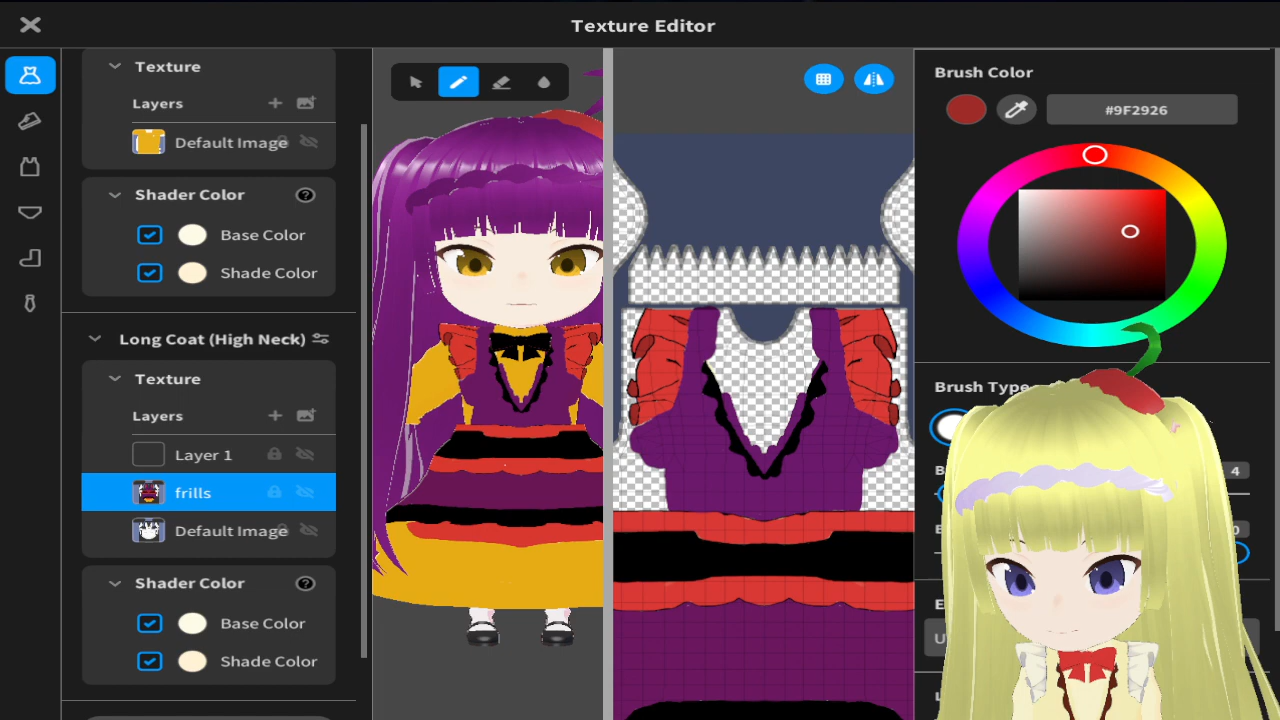 Texture Editor
Texture
Layers
Default Image
Shader Color
Base Color
Shade Color
Long Coat (High Neck)
Texture
Layers
Layer 1
frills
Default Image
Shader Color
Base Color
Shade Color
Brush Color
#9F2926
Brush Type
B
4
0
E
U